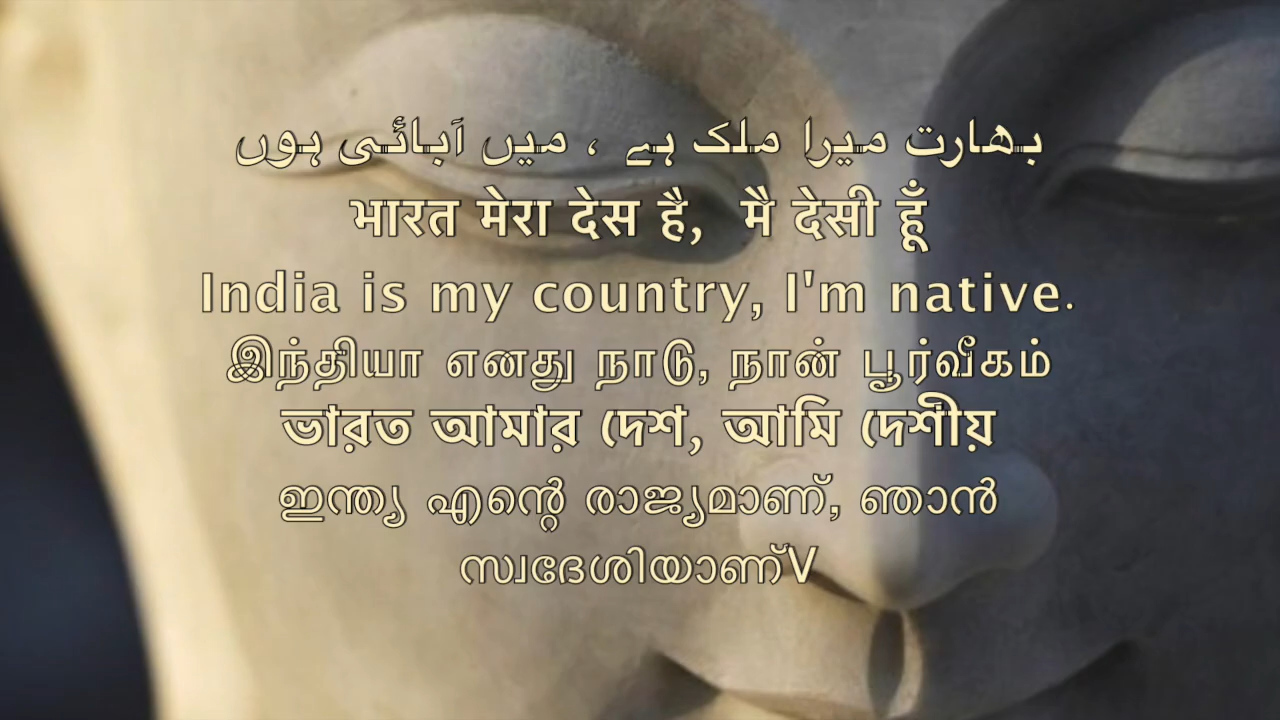 بھارت میرا ملک ہے ، میں آبائی ہوں
भारत मेरा देस है, मै देसी हूँ
India is my country, I'm native.
இந்தியா எனது நாடு, நான் பூர்வீகம்
ভারত আমার দেশ, আমি দেশীয়
ഇന്ത്യ എന്റെ രാജ്യമാണ്, ഞാൻ
സ്വദേശിയാണ്V